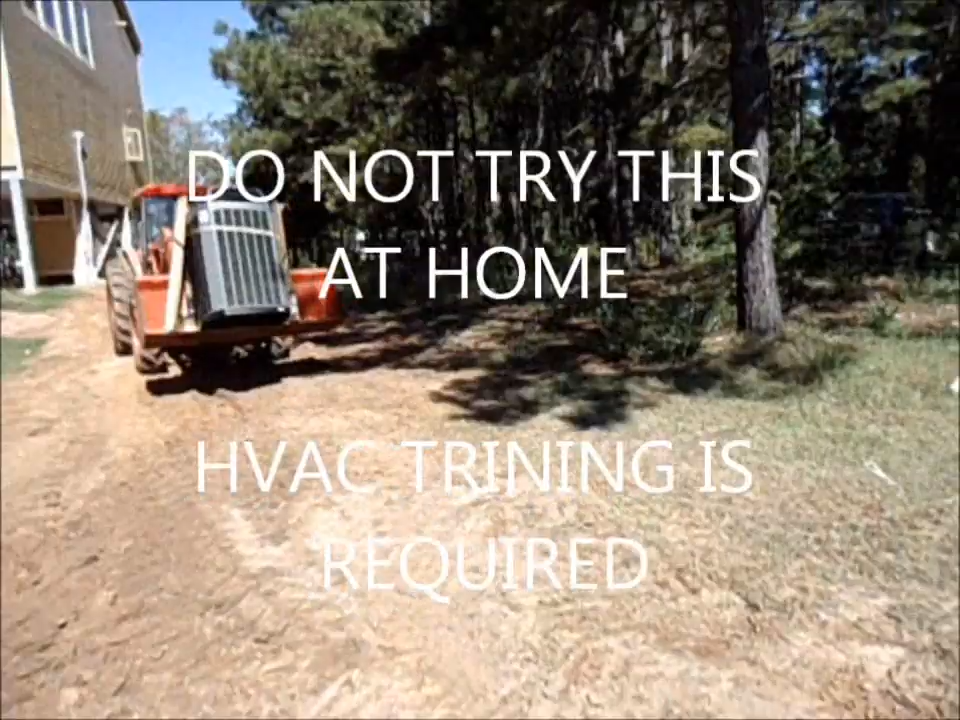 DO NOT TRY THIS
AT HOME
HVAC TRINING IS
REQUIRED